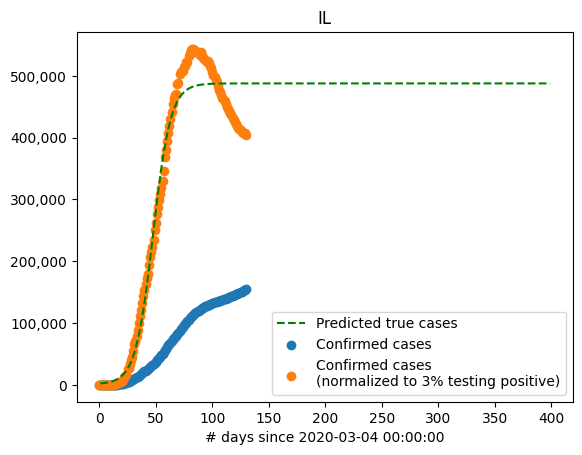 IL
500,000
400,000
300,000
200,000
100,000
0
Predicted true cases
Confirmed cases
Confirmed cases
(normalized to 3% testing positive)
0 50 100 150 200 250 300 350 400
# days since 2020-03-04 00:00:00